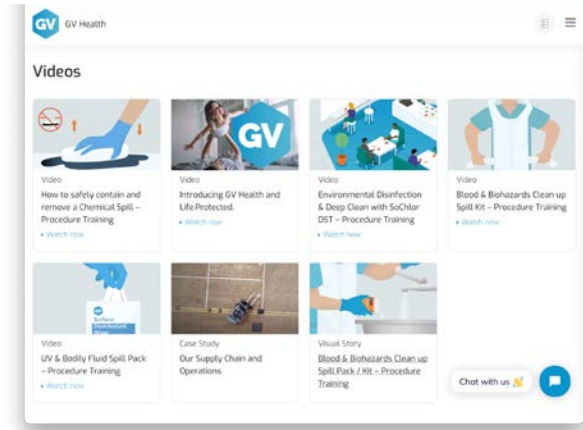 GV
GV Health
Videos
GV
Video
How to safely contain and
remove a Chemical Spill –
Procedure Training
Watch now
Video
Introducing GV Health and
Life.Protected.
Watch now
Video
Environmental Disinfection
& Deep Clean with SoChlor
DST – Procedure Training
Watch now
Video
Blood & Biohazards Clean up
Spill Kit – Procedure Training
Watch now
Surface
Disinfectant
Wipe
Video
UV & Bodily Fluid Spill Pack
– Procedure Training
Watch now
Case Study
Our Supply Chain and
Operations
Visual Story
Blood & Biohazards Clean up
Spill Pack / Kit – Procedure
Training
Chat with us 👋